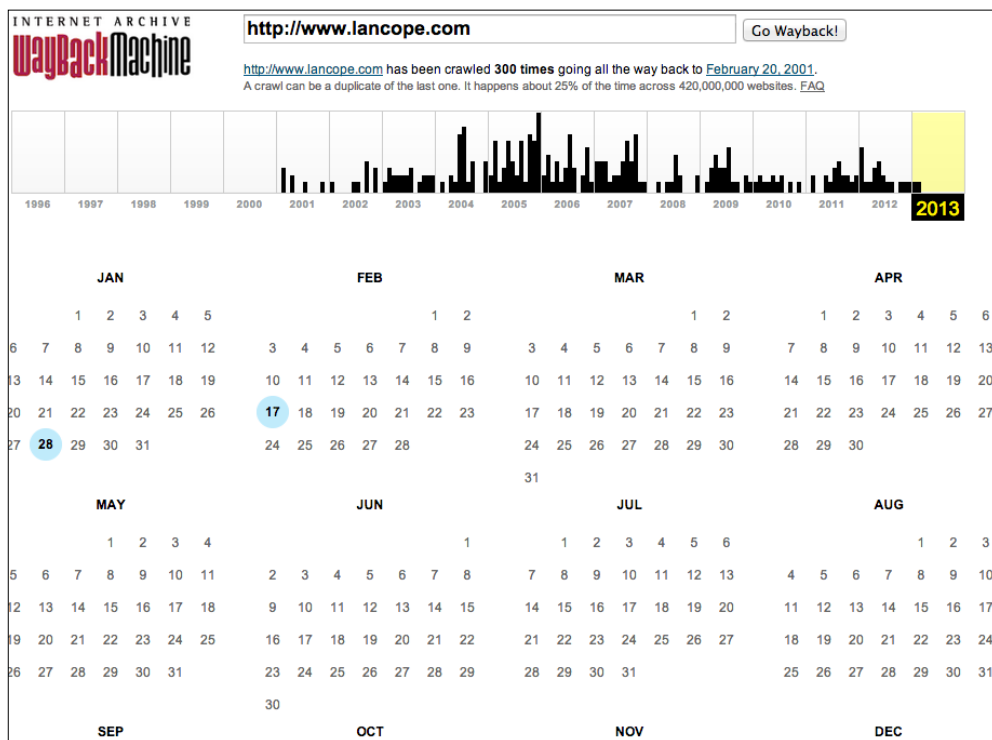 INTERNET ARCHIVE
WayBackMachine
http://www.lancope.com
Go Wayback!
http://www.lancope.com has been crawled 300 times going all the way back to February 20, 2001.
A crawl can be a duplicate of the last one. It happens about 25% of the time across 420,000,000 websites. FAQ
1996 1997 1998 1999 2000 2001 2002 2003 2004 2005 2006 2007 2008 2009 2010 2011 2012 2013
JAN FEB MAR APR
1 2 3 4 5 1 2 1 2 1 2 3 4 5 6
6 7 8 9 10 11 12 3 4 5 6 7 8 9 3 4 5 6 7 8 9 7 8 9 10 11 12 13
13 14 15 16 17 18 19 10 11 12 13 14 15 16 10 11 12 13 14 15 16 14 15 16 17 18 19 20
20 21 22 23 24 25 26 17 18 19 20 21 22 23 17 18 19 20 21 22 23 21 22 23 24 25 26 27
27 28 29 30 31 24 25 26 27 28 24 25 26 27 28 29 30 28 29 30
31
MAY JUN JUL AUG
1 2 3 4 1 1 2 3 4 5 6 1 2 3
5 6 7 8 9 10 11 2 3 4 5 6 7 8 7 8 9 10 11 12 13 4 5 6 7 8 9 10
12 13 14 15 16 17 18 9 10 11 12 13 14 15 14 15 16 17 18 19 20 11 12 13 14 15 16 17
19 20 21 22 23 24 25 16 17 18 19 20 21 22 21 22 23 24 25 26 27 18 19 20 21 22 23 24
26 27 28 29 30 31 23 24 25 26 27 28 29 28 29 30 31 25 26 27 28 29 30 31
30
SEP OCT NOV DEC